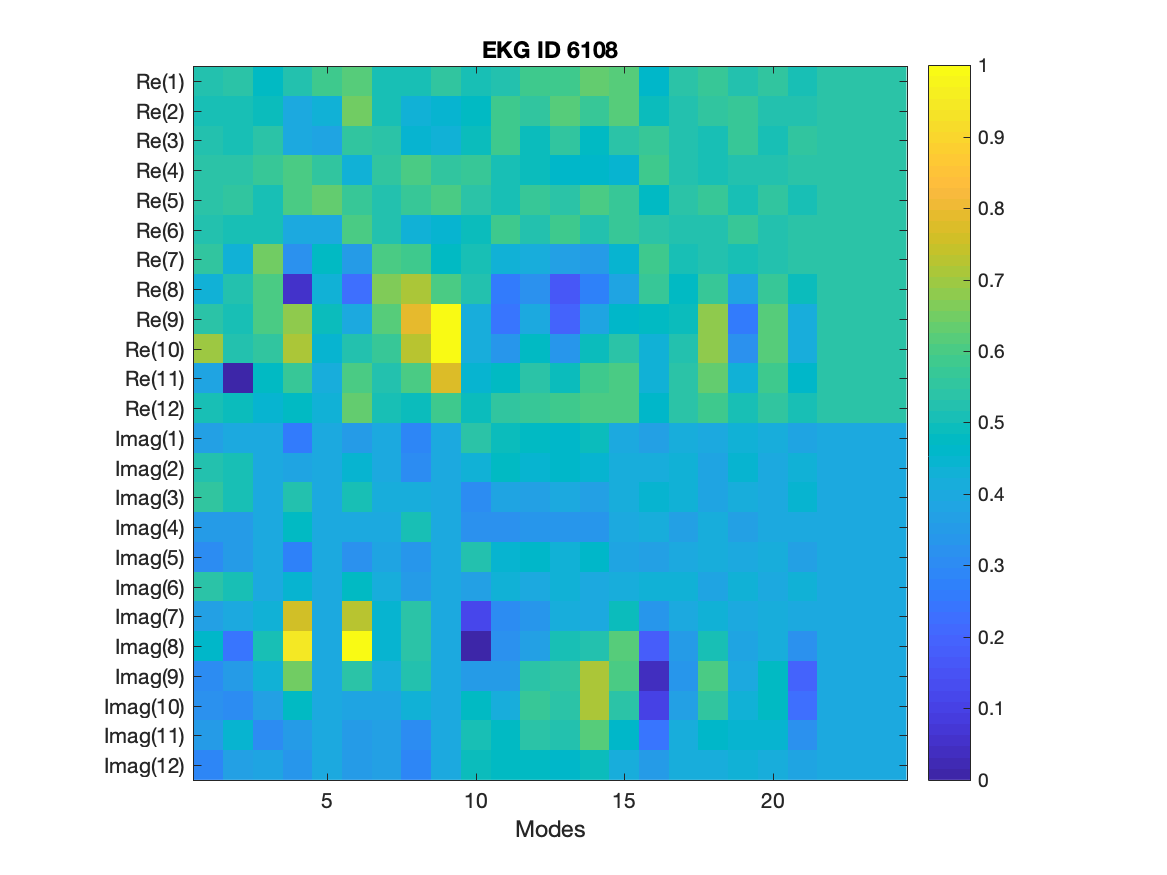 EKG ID 6108
Re(1)
Re(2)
Re(3)
Re(4)
Re(5)
Re(6)
Re(7)
Re(8)
Re(9)
Re(10)
Re(11)
Re(12)
Imag(1)
Imag(2)
Imag(3)
Imag(4)
Imag(5)
Imag(6)
Imag(7)
Imag(8)
Imag(9)
Imag(10)
Imag(11)
Imag(12)
5 10 15 20
Modes
1
0.9
0.8
0.7
0.6
0.5
0.4
0.3
0.2
0.1
0